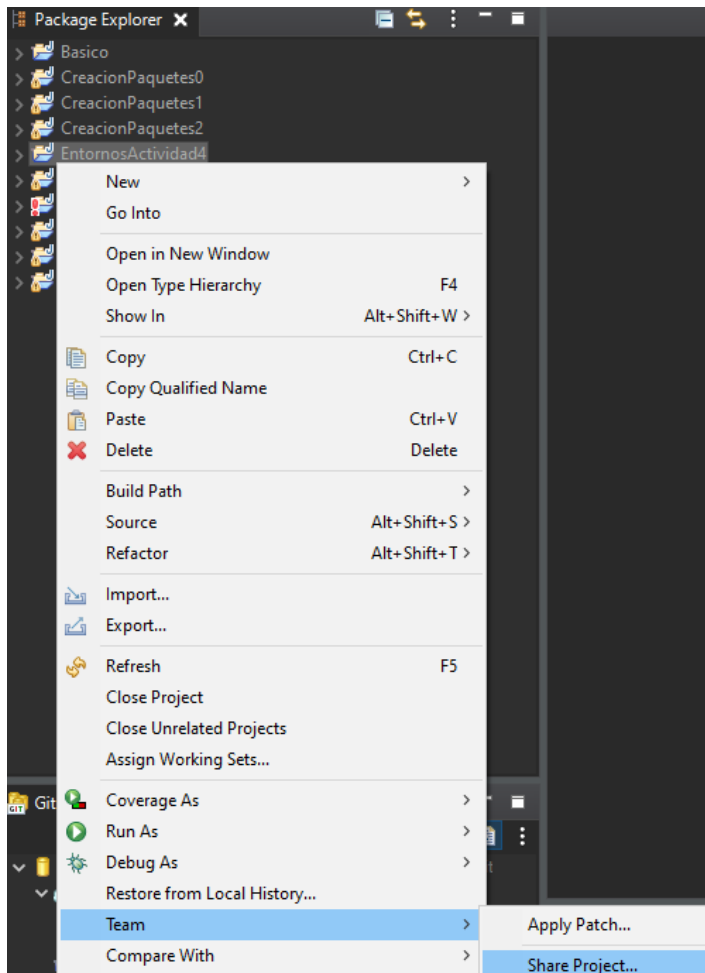 Package Explorer
Basico
CreacionPaquetes0
CreacionPaquetes1
CreacionPaquetes2
EntornosActividad4
New
Go Into
Open in New Window
Open Type Hierarchy F4
Show In Alt+Shift+W
Copy Ctrl+C
Copy Qualified Name
Paste Ctrl+V
Delete Delete
Build Path
Source Alt+Shift+S
Refactor Alt+Shift+T
Import...
Export...
Refresh F5
Close Project
Close Unrelated Projects
Assign Working Sets...
Git
GIT
Coverage As
Run As
Debug As
Restore from Local History...
Team
Apply Patch...
Compare With
Share Project...